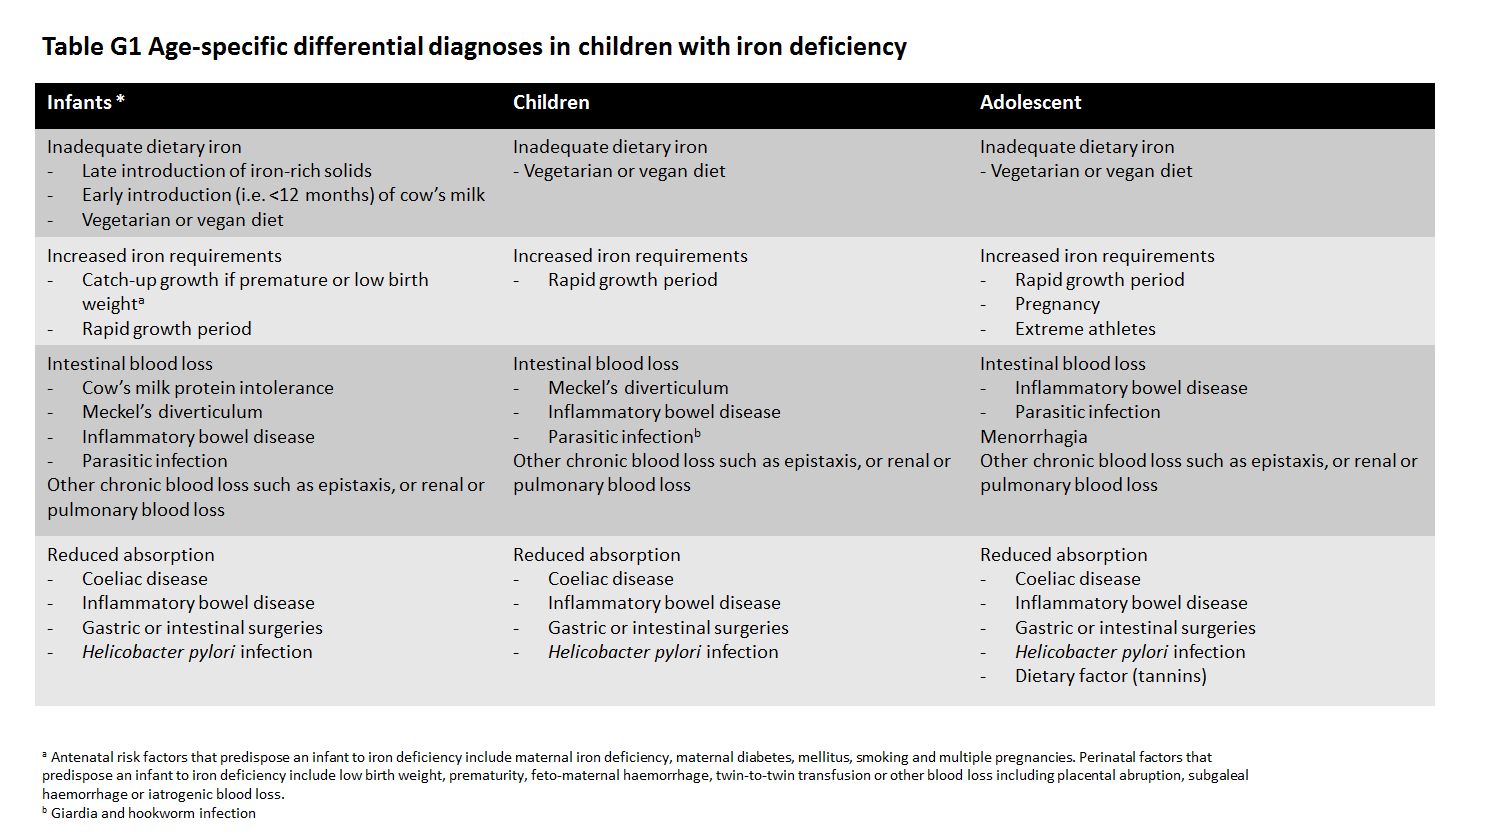 Table G1 Age-specific differential diagnoses in children with iron deficiency
Infants *
Children
Adolescent
Inadequate dietary iron
- Late introduction of iron-rich solids
- Early introduction (i.e. <12 months) of cow's milk
- Vegetarian or vegan diet
Inadequate dietary iron
- Vegetarian or vegan diet
Inadequate dietary iron
- Vegetarian or vegan diet
Increased iron requirements
- Catch-up growth if premature or low birth
weightᵃ
- Rapid growth period
Increased iron requirements
- Rapid growth period
Increased iron requirements
- Rapid growth period
- Pregnancy
- Extreme athletes
Intestinal blood loss
- Cow's milk protein intolerance
- Meckel's diverticulum
- Inflammatory bowel disease
- Parasitic infection
Other chronic blood loss such as epistaxis, or renal or
pulmonary blood loss
Intestinal blood loss
- Meckel's diverticulum
- Inflammatory bowel disease
- Parasitic infectionᵇ
Other chronic blood loss such as epistaxis, or renal or
pulmonary blood loss
Intestinal blood loss
- Inflammatory bowel disease
- Parasitic infection
Menorrhagia
Other chronic blood loss such as epistaxis, or renal or
pulmonary blood loss
Reduced absorption
- Coeliac disease
- Inflammatory bowel disease
- Gastric or intestinal surgeries
- Helicobacter pylori infection
Reduced absorption
- Coeliac disease
- Inflammatory bowel disease
- Gastric or intestinal surgeries
- Helicobacter pylori infection
Reduced absorption
- Coeliac disease
- Inflammatory bowel disease
- Gastric or intestinal surgeries
- Helicobacter pylori infection
- Dietary factor (tannins)
ᵃ Antenatal risk factors that predispose an infant to iron deficiency include maternal iron deficiency, maternal diabetes, mellitus, smoking and multiple pregnancies. Perinatal factors that
predispose an infant to iron deficiency include low birth weight, prematurity, feto-maternal haemorrhage, twin-to-twin transfusion or other blood loss including placental abruption, subgaleal
haemorrhage or iatrogenic blood loss.
ᵇ Giardia and hookworm infection